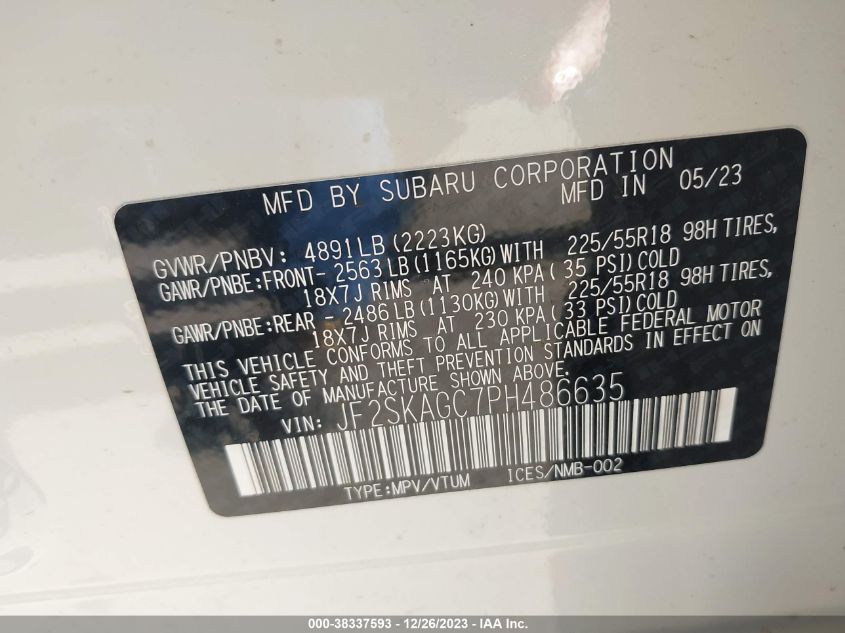 MFD BY SUBARU CORPORATION
MFD IN 05/23
GVWR/PNBV: 4891LB(2223KG)
GAWR/PNBE:FRONT- 2563LB(1165KG)WITH 225/55R18 98H TIRES,
18X7J RIMS AT 240 KPA(35 PSI)COLD
GAWR/PNBE:REAR - 2486LB(1130KG)WITH 225/55R18 98H TIRES,
18X7J RIMS AT 230 KPA(33 PSI)COLD
THIS VEHICLE CONFORMS TO ALL APPLICABLE FEDERAL MOTOR
VEHICLE SAFETY AND THEFT PREVENTION STANDARDS IN EFFECT ON
THE DATE OF MANUFACTURE SHOWN ABOVE.
VIN: JF2SKAGC7PH486635
TYPE:MPV/VTUM ICES/NMB-002
000-38337593 - 12/26/2023 - IAA Inc.